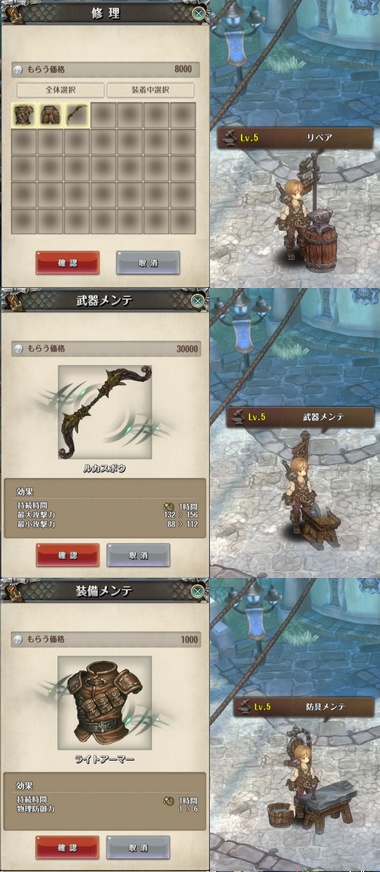 修理
もらう価格 8000
全体選択 装着中選択
確認 取消
Lv.5 リペア
武器メンテ
もらう価格 30000
ルカスボウ
効果
持続時間 1時間
最大攻撃力 132 > 156
最小攻撃力 88 > 112
確認 取消
Lv.5 武器メンテ
装備メンテ
もらう価格 1000
ライトアーマー
効果
持続時間 1時間
物理防御力 1 > 6
確認 取消
Lv.5 防具メンテ